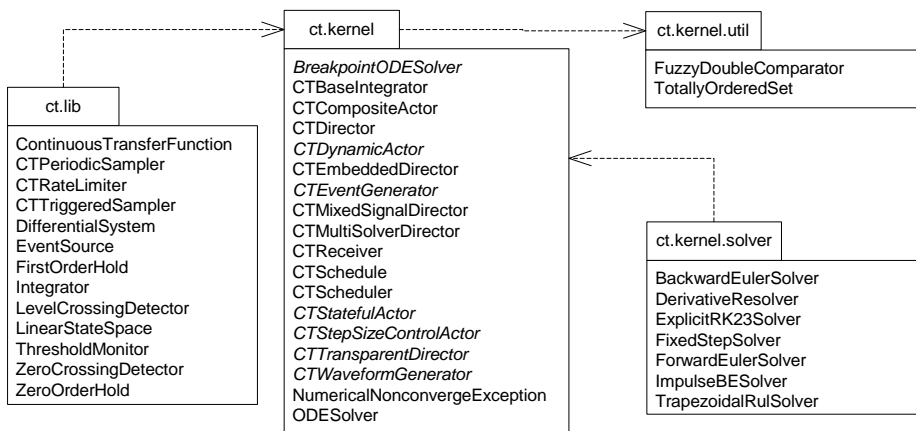 ct.lib
ContinuousTransferFunction
CTPeriodicSampler
CTRateLimiter
CTTriggeredSampler
DifferentialSystem
EventSource
FirstOrderHold
Integrator
LevelCrossingDetector
LinearStateSpace
ThresholdMonitor
ZeroCrossingDetector
ZeroOrderHold
ct.kernel
BreakpointODESolver
CTBaseIntegrator
CTCompositeActor
CTDirector
CTDynamicActor
CTEmbeddedDirector
CTEventGenerator
CTMixedSignalDirector
CTMultiSolverDirector
CTReceiver
CTSchedule
CTScheduler
CTStatefulActor
CTStepSizeControlActor
CTTransparentDirector
CTWaveformGenerator
NumericalNonconvergeException
ODESolver
ct.kernel.util
FuzzyDoubleComparator
TotallyOrderedSet
ct.kernel.solver
BackwardEulerSolver
DerivativeResolver
ExplicitRK23Solver
FixedStepSolver
ForwardEulerSolver
ImpulseBESolver
TrapezoidalRulSolver